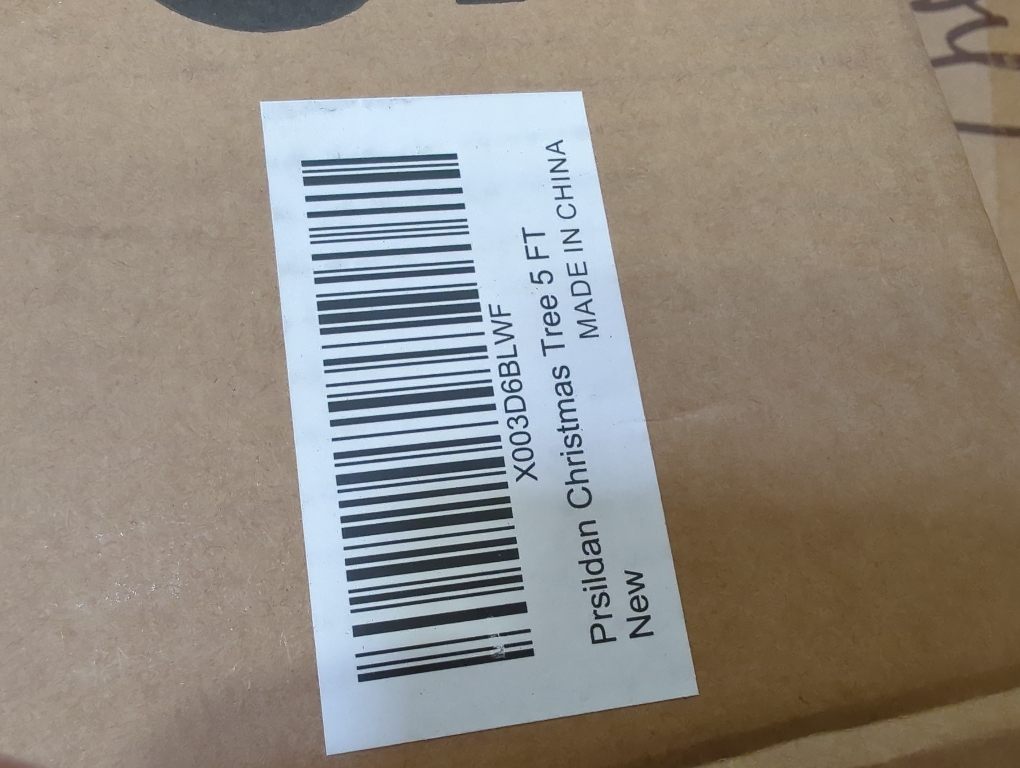 X003D6BLWF
Prsildan Christmas Tree 5 FT
New
MADE IN CHINA